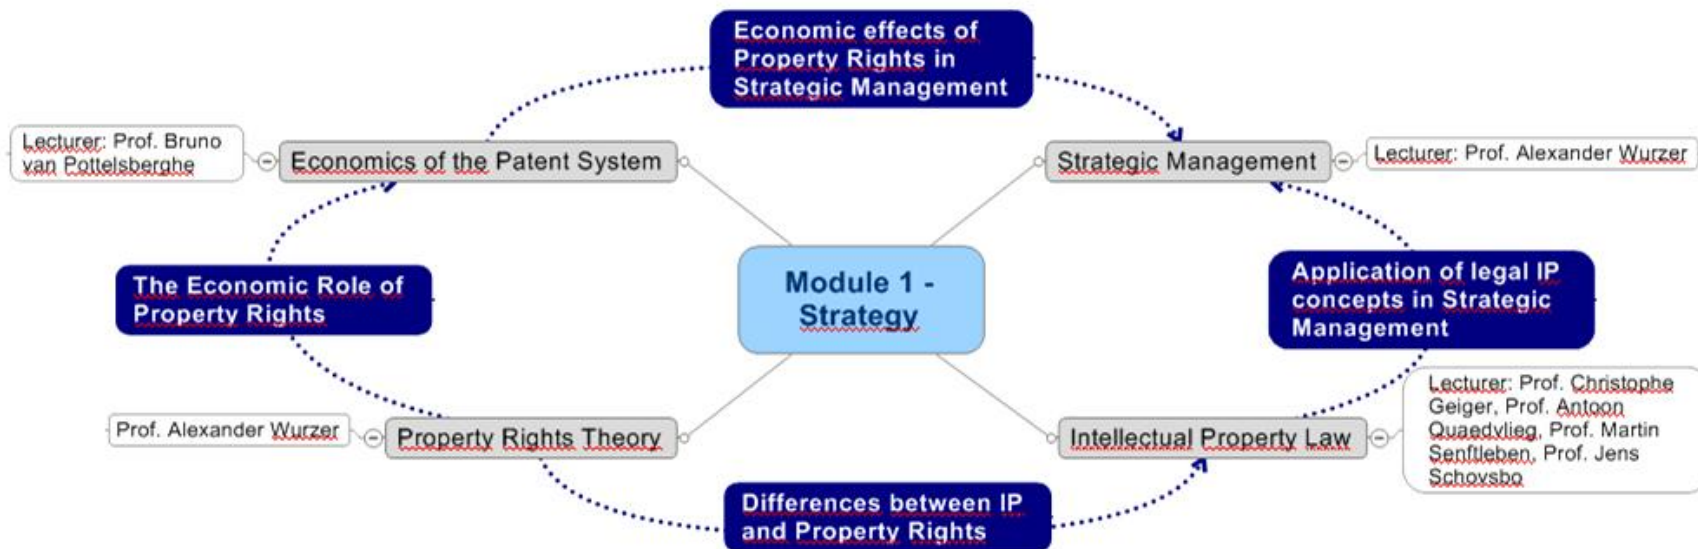 Economic effects of
Property Rights in
Strategic Management
Lecturer: Prof. Bruno
van Pottelsberghe
Economics of the Patent System
Strategic Management
Lecturer: Prof. Alexander Wurzer
The Economic Role of
Property Rights
Module 1 -
Strategy
Application of legal IP
concepts in Strategic
Management
Prof. Alexander Wurzer
Property Rights Theory
Intellectual Property Law
Lecturer: Prof. Christophe
Geiger, Prof. Antoon
Quaedvlieg, Prof. Martin
Senftleben, Prof. Jens
Schovsbo
Differences between IP
and Property Rights